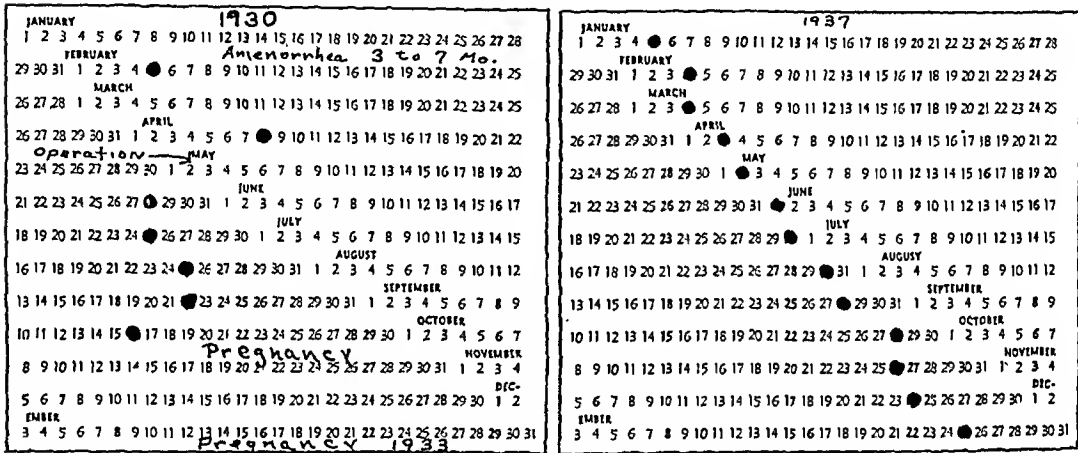 1930
JANUARY
1 2 3 4 5 6 7 9 10 11 12 13 14 15 16 17 18 19 20 21 22 23 24 25 26 27 28
FEBRUARY Amenorrhea 3 to 7 Mo.
29 30 31 1 2 3 4 6 7 8 9 10 11 12 13 14 15 16 17 18 19 20 21 22 23 24 25
MARCH
26 27 28 1 2 3 4 5 6 7 8 9 10 11 12 13 14 15 16 17 18 19 20 21 22 23 24 25
APRIL
26 27 28 29 30 31 1 2 3 4 5 6 7 9 10 11 12 13 14 15 16 17 18 19 20 21 22
Operation MAY
23 24 25 26 27 28 29 30 1 2 3 4 5 6 7 8 9 10 11 12 13 14 15 16 17 18 19 20
JUNE
21 22 23 24 25 26 27 29 30 31 1 2 3 4 5 6 7 8 9 10 11 12 13 14 15 16 17
JULY
18 19 20 21 22 23 24 26 27 28 29 30 1 2 3 4 5 6 7 8 9 10 11 12 13 14 15
AUGUST
16 17 18 19 20 21 22 23 24 26 27 28 29 30 31 1 2 3 4 5 6 7 8 9 10 11 12
SEPTEMBER
13 14 15 16 17 18 19 20 21 23 24 25 26 27 28 29 30 31 1 2 3 4 5 6 7 8 9
OCTOBER
10 11 12 13 14 15 17 18 19 20 21 22 23 24 25 26 27 28 29 30 1 2 3 4 5 6 7
Pregnancy NOVEMBER
8 9 10 11 12 13 14 15 16 17 18 19 20 21 22 23 24 25 26 27 28 29 30 31 1 2 3 4
DEC-
5 6 7 8 9 10 11 12 13 14 15 16 17 18 19 20 21 22 23 24 25 26 27 28 29 30 1 2
EMBER
3 4 5 6 7 8 9 10 11 12 13 14 15 16 17 18 19 20 21 22 23 24 25 26 27 28 29 30 31
Pregnancy 1933
1937
JANUARY
1 2 3 4 6 7 8 9 10 11 12 13 14 15 16 17 18 19 20 21 22 23 24 25 26 27 28
FEBRUARY
29 30 31 1 2 3 5 6 7 8 9 10 11 12 13 14 15 16 17 18 19 20 21 22 23 24 25
MARCH
26 27 28 1 2 3 5 6 7 8 9 10 11 12 13 14 15 16 17 18 19 20 21 22 23 24 25
APRIL
26 27 28 29 30 31 1 2 4 5 6 7 8 9 10 11 12 13 14 15 16 17 18 19 20 21 22
MAY
23 24 25 26 27 28 29 30 1 3 4 5 6 7 8 9 10 11 12 13 14 15 16 17 18 19 20
JUNE
21 22 23 24 25 26 27 28 29 30 31 2 3 4 5 6 7 8 9 10 11 12 13 14 15 16 17
JULY
18 19 20 21 22 23 24 25 26 27 28 29 1 2 3 4 5 6 7 8 9 10 11 12 13 14 15
AUGUST
16 17 18 19 20 21 22 23 24 25 26 27 28 29 31 1 2 3 4 5 6 7 8 9 10 11 12
SEPTEMBER
13 14 15 16 17 18 19 20 21 22 23 24 25 26 27 29 30 31 1 2 3 4 5 6 7 8 9
OCTOBER
10 11 12 13 14 15 16 17 18 19 20 21 22 23 24 25 26 27 29 30 1 2 3 4 5 6 7
NOVEMBER
8 9 10 11 12 13 14 15 16 17 18 19 20 21 22 23 24 25 27 28 29 30 31 1 2 3 4
DEC-
5 6 7 8 9 10 11 12 13 14 15 16 17 18 19 20 21 22 23 25 26 27 28 29 30 1 2
EMBER
3 4 5 6 7 8 9 10 11 12 13 14 15 16 17 18 19 20 21 22 23 24 26 27 28 29 30 31